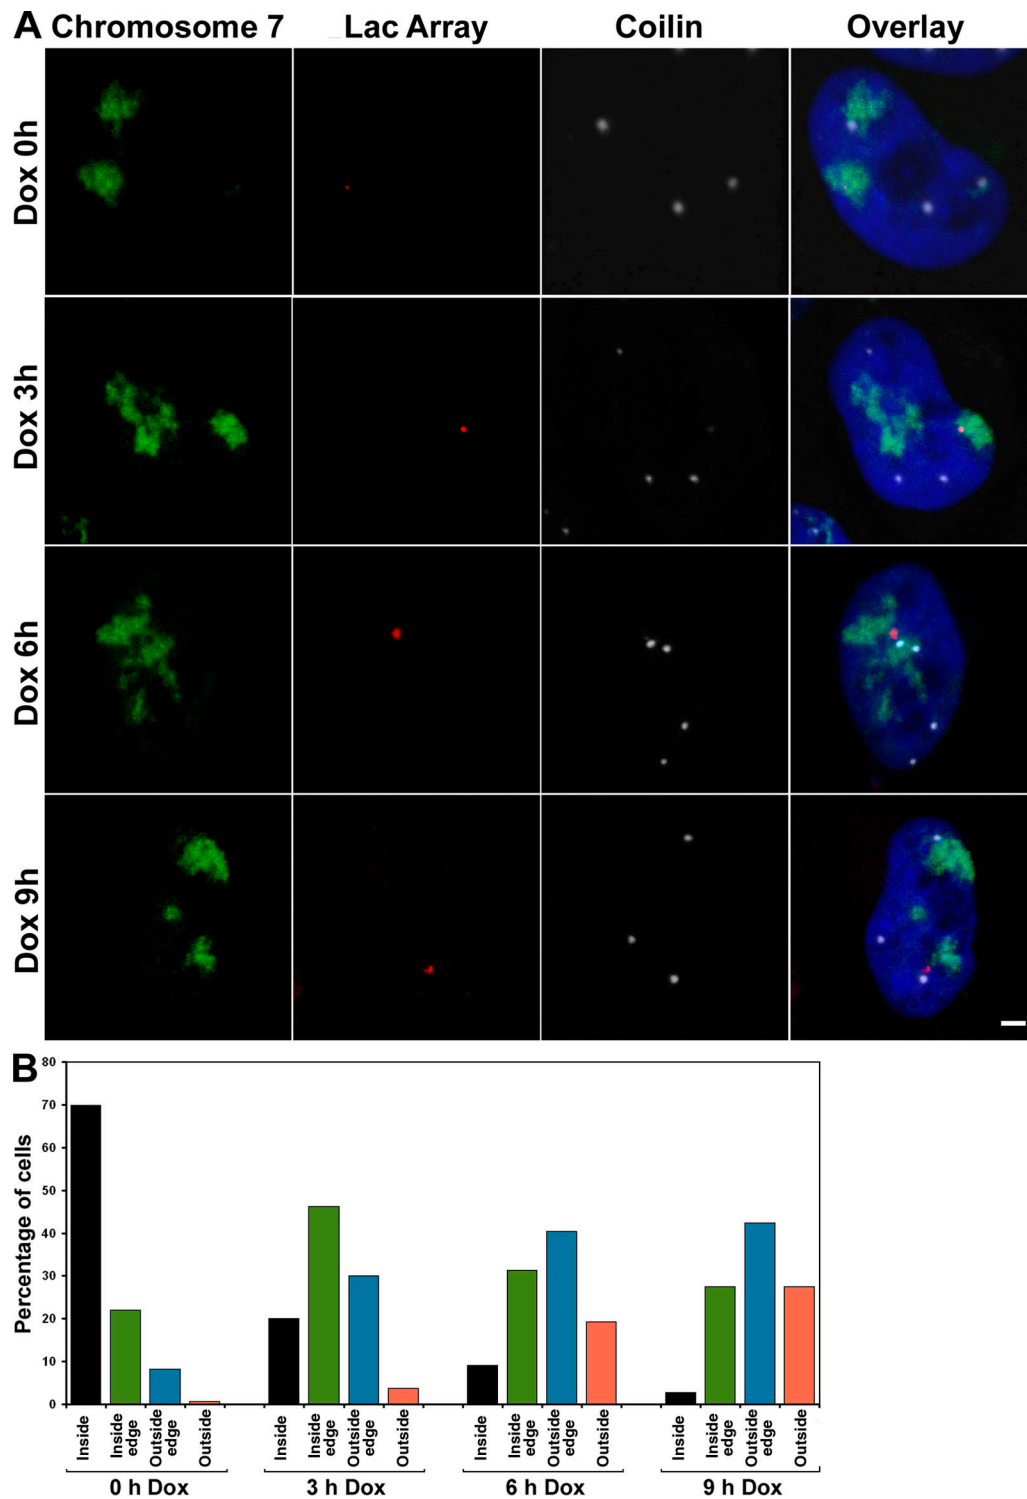 A Chromosome 7 Lac Array Coilin Overlay
Dox 0h
Dox 3h
Dox 6h
Dox 9h
B
Percentage of cells
80
70
60
50
40
30
20
10
0
Inside
Inside edge
Outside edge
Outside
Inside
Inside edge
Outside edge
Outside
Inside
Inside edge
Outside edge
Outside
Inside
Inside edge
Outside edge
Outside
0 h Dox 3 h Dox 6 h Dox 9 h Dox